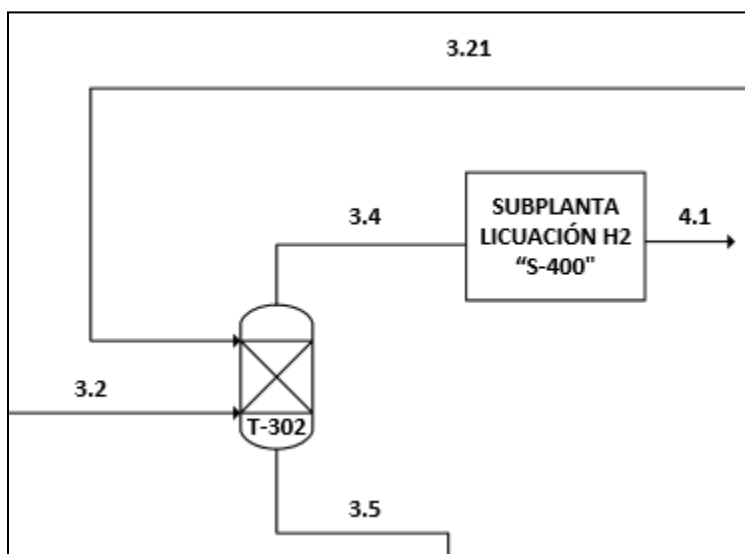 3.21
3.4
SUBPLANTA
LICUACIÓN H2
“S-400"
4.1
3.2
T-302
3.5